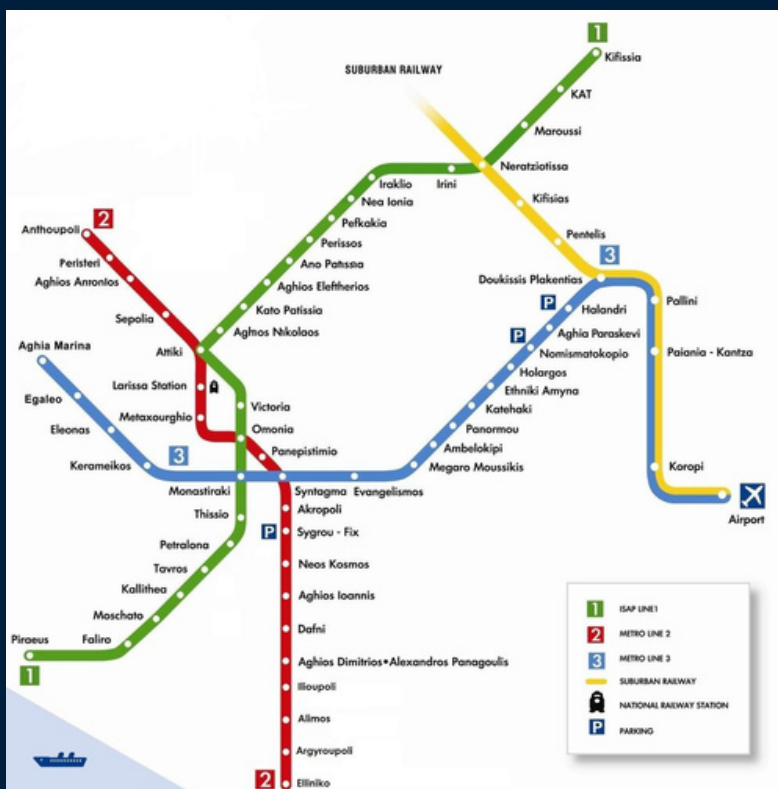 1
Kifissia
SUBURBAN RAILWAY
KAT
Maroussi
Neratziotissa
Irini
Iraklio
Nea Ionia
Pefkakia
Perissos
Ano Patissia
Aghios Eleftherios
Kato Patissia
Aghios Nikolaos
Kifisias
Pentelis
3
Doukissis Plakentias
2
Anthoupoli
Peristeri
Aghios Antonios
Sepolia
Attiki
Aghia Marina
Egaleo
Eleonas
Kerameikos
3
Larissa Station
Metaxourghio
Victoria
Omonia
Panepistimio
Monastiraki
Syntagma
Evangelismos
Megaro Moussikis
Ambelokipi
Panormou
Katehaki
Ethniki Amyna
Holargos
Nomismatokopio
P
Aghia Paraskevi
P
Halandri
Pallini
Paiania - Kantza
Koropi
Airport
Thissio
Petralona
Tavros
Kallithea
Moschato
Faliro
Piraeus
1
Akropoli
P
Sygrou - Fix
Neos Kosmos
Aghios Ioannis
Dafni
Aghios Dimitrios•Alexandros Panagoulis
Ilioupoli
Alimos
Argyroupoli
2
Elliniko
1 ISAP LINE1
2 METRO LINE 2
3 METRO LINE 3
SUBURBAN RAILWAY
NATIONAL RAILWAY STATION
P PARKING